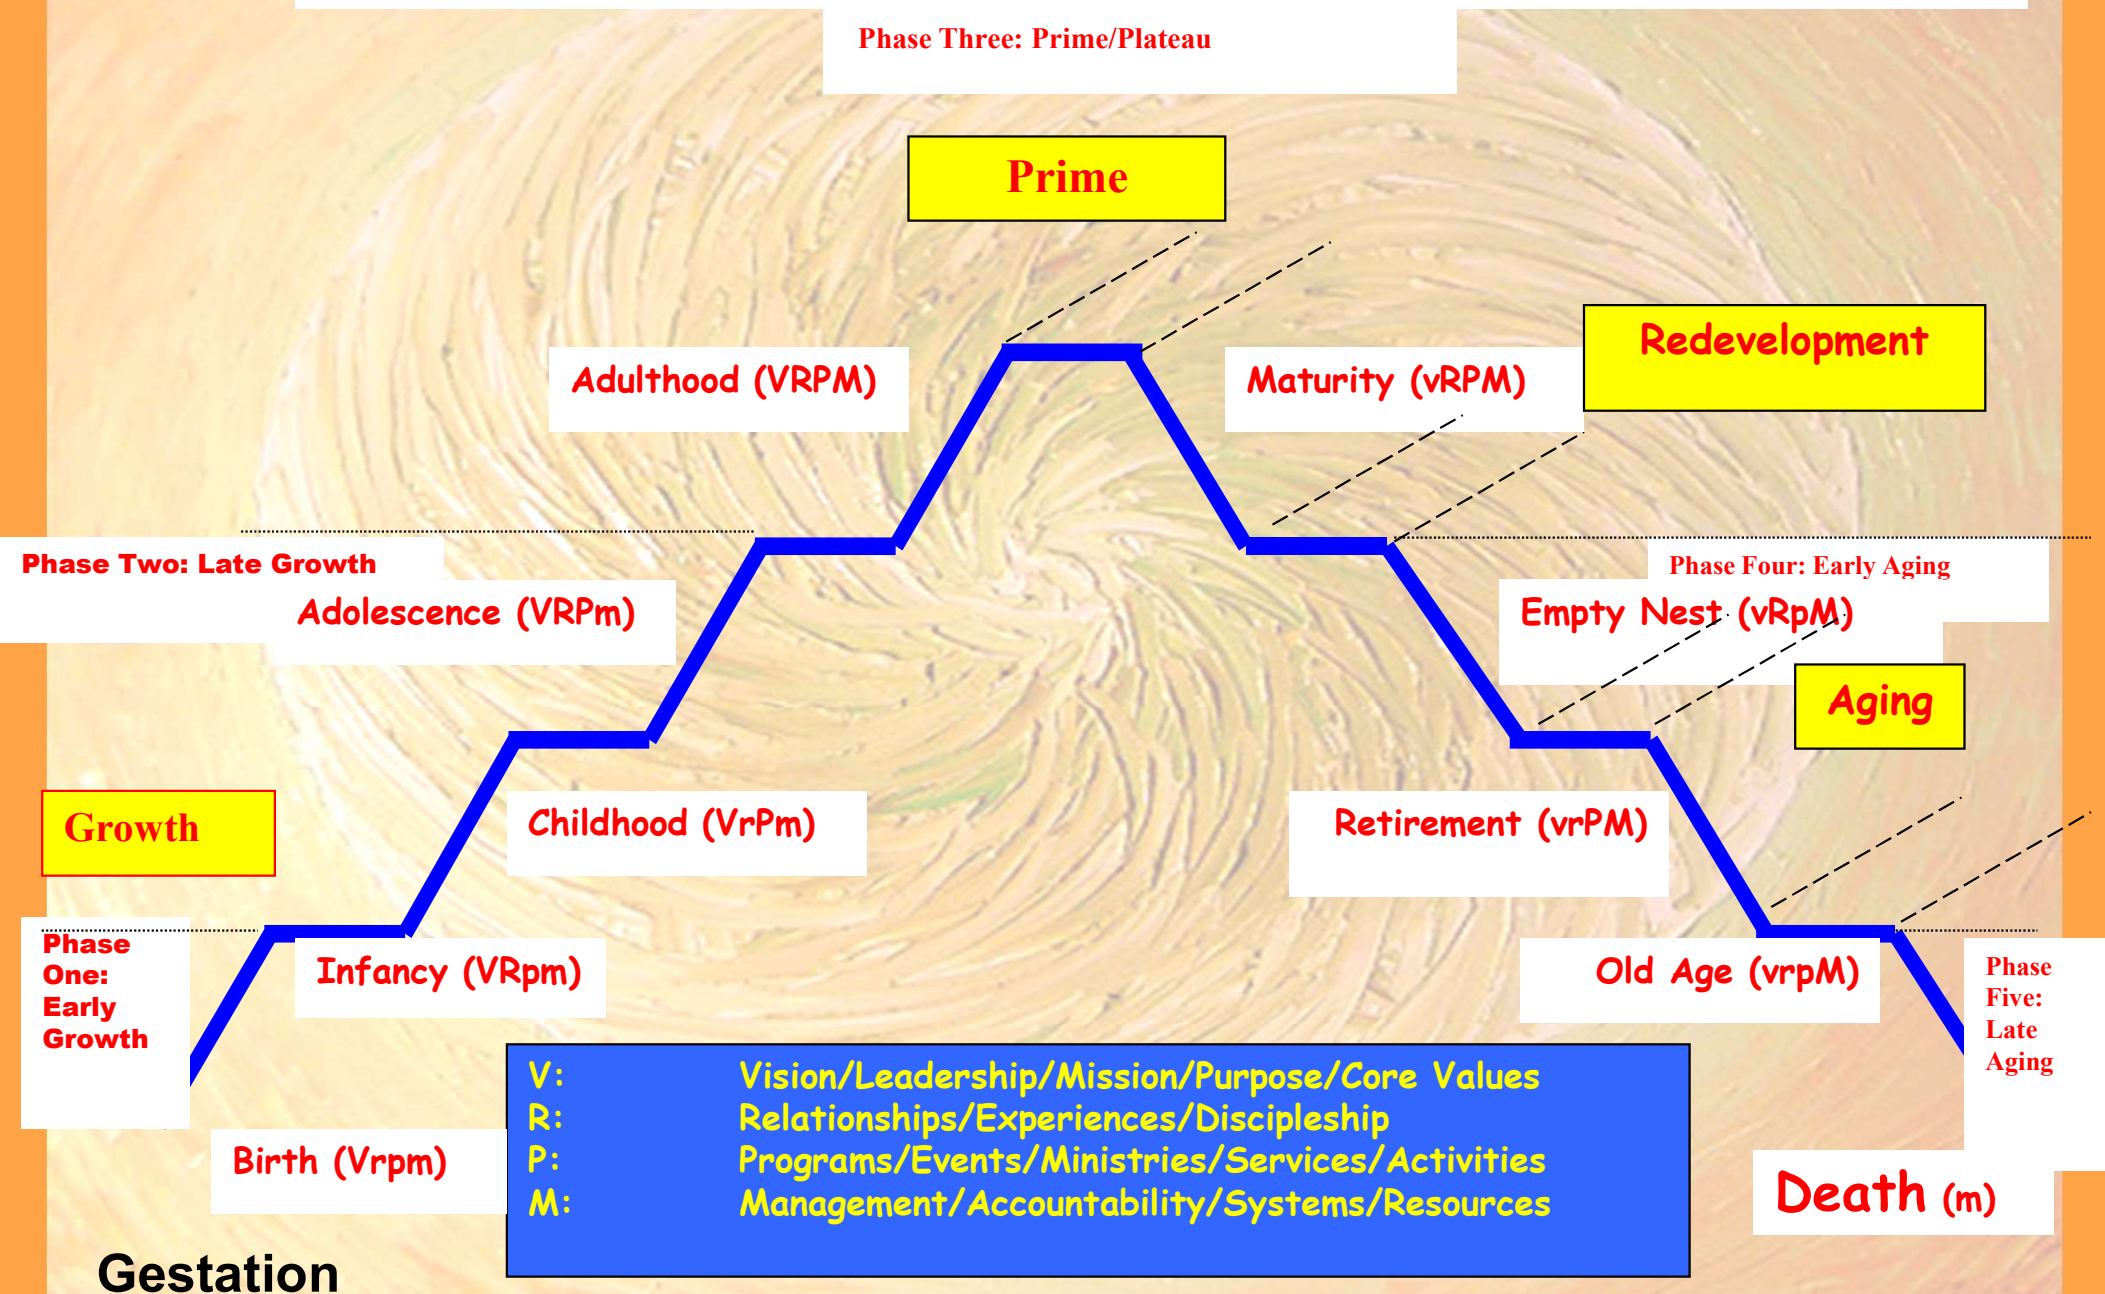 Phase Three: Prime/Plateau
Prime
Redevelopment
Adulthood (VRPM)
Maturity (vRPM)
Phase Two: Late Growth
Phase Four: Early Aging
Adolescence (VRPm)
Empty Nest (vRpM)
Aging
Growth
Childhood (VrPm)
Retirement (vrPM)
Phase
One:
Early
Growth
Infancy (VRpm)
Old Age (vrpM)
Phase
Five:
Late
Aging
V: Vision/Leadership/Mission/Purpose/Core Values
R: Relationships/Experiences/Discipleship
P: Programs/Events/Ministries/Services/Activities
M: Management/Accountability/Systems/Resources
Birth (Vrpm)
Death (m)
Gestation